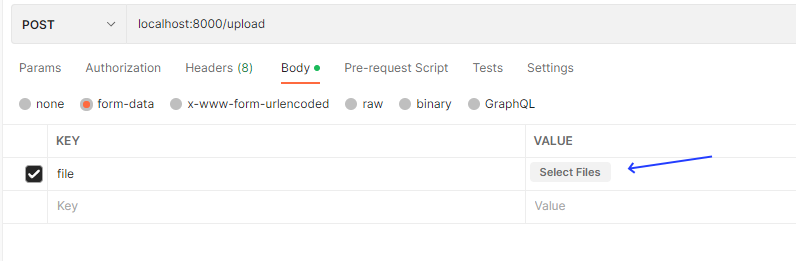 POST localhost:8000/upload
Params Authorization Headers (8) Body Pre-request Script Tests Settings
none form-data x-www-form-urlencoded raw binary GraphQL
KEY VALUE
file Select Files
Key Value